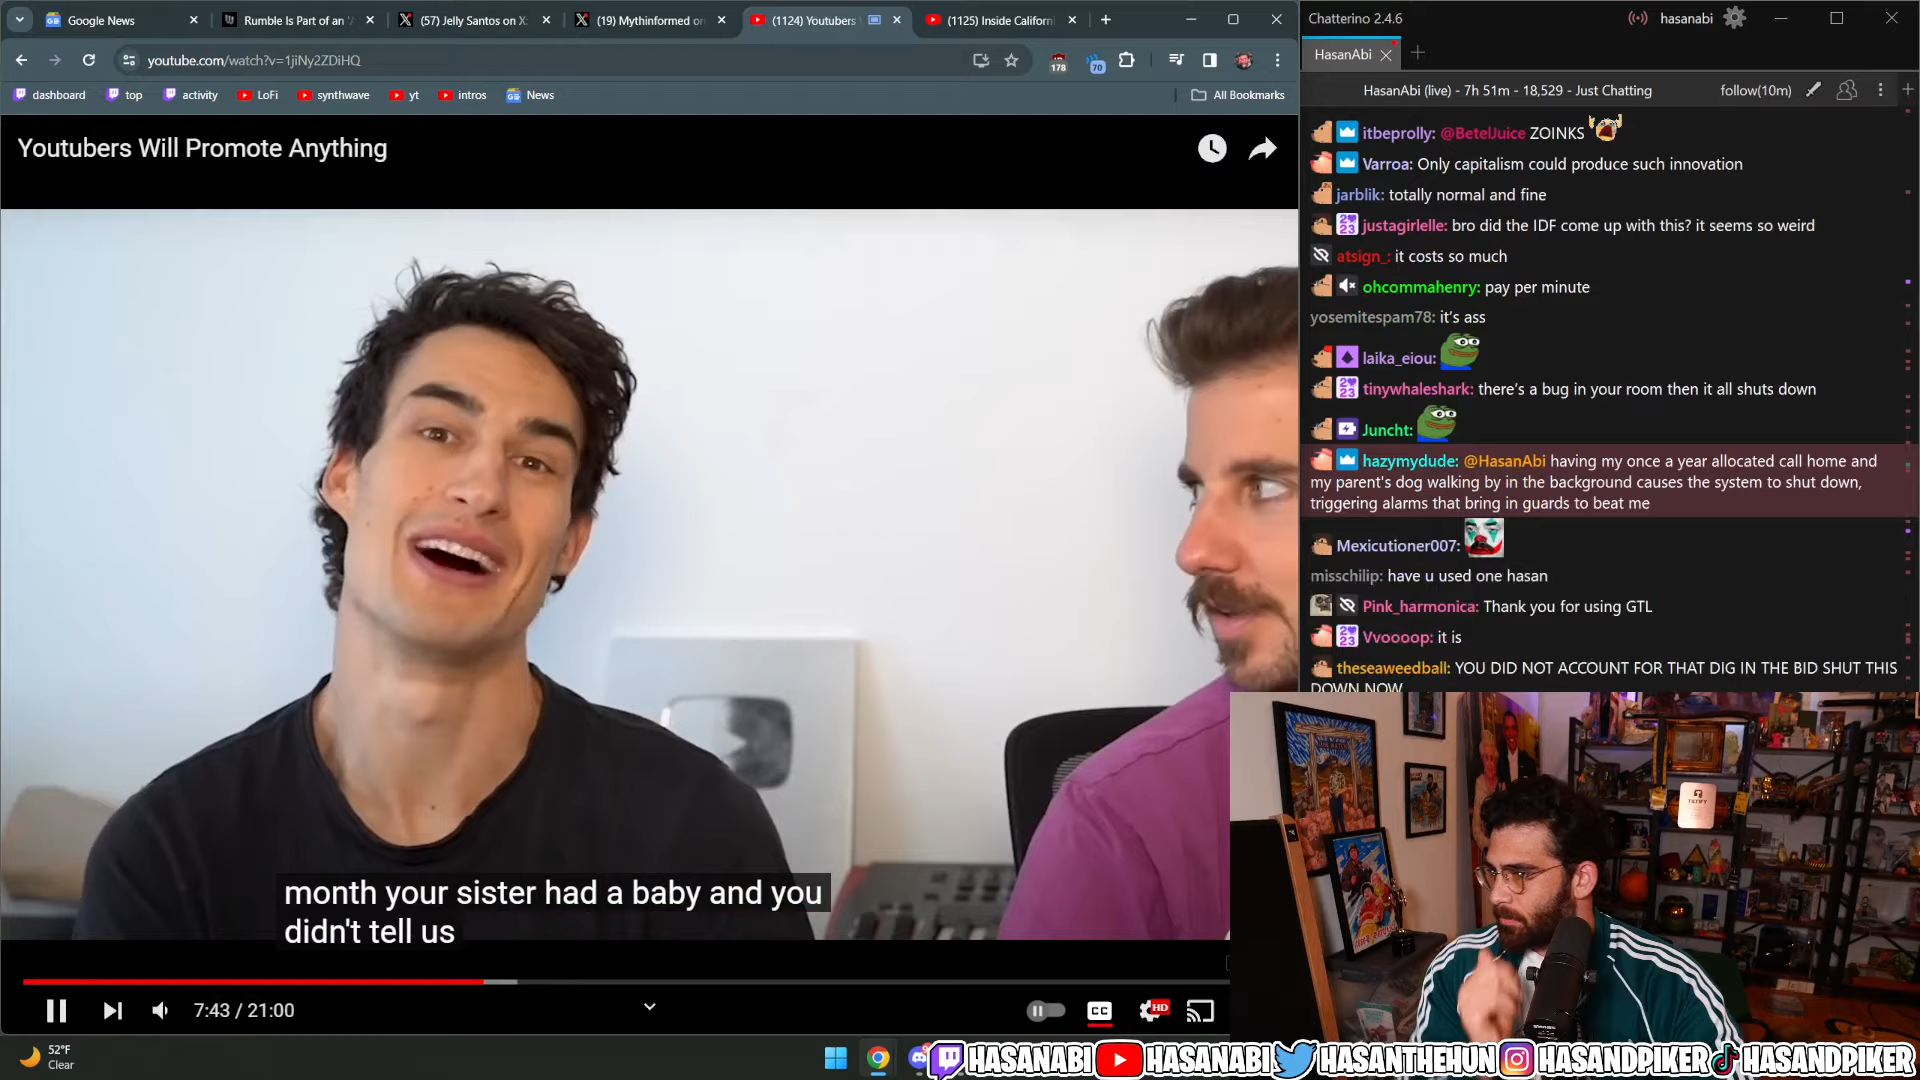 Google News
Rumble Is Part of an '
(57) Jelly Santos on X:
(19) Mythinformed on
(1124) Youtubers
(1125) Inside Californi
youtube.com/watch?v=1jiNy2ZDiHQ
178
70
dashboard
top
activity
LoFi
synthwave
yt
intros
News
All Bookmarks
Youtubers Will Promote Anything
month your sister had a baby and you
didn't tell us
7:43 / 21:00
CC
HD
52°F
Clear
Chatterino 2.4.6
hasanabi
HasanAbi
HasanAbi (live) - 7h 51m - 18,529 - Just Chatting
follow(10m)
itbeprolly: @BetelJuice ZOINKS
Varroa: Only capitalism could produce such innovation
jarblik: totally normal and fine
justagirlelle: bro did the IDF come up with this? it seems so weird
atsign_: it costs so much
ohcommahenry: pay per minute
yosemitespam78: it's ass
laika_eiou:
tinywhaleshark: there's a bug in your room then it all shuts down
Juncht:
hazymydude: @HasanAbi having my once a year allocated call home and
my parent's dog walking by in the background causes the system to shut down,
triggering alarms that bring in guards to beat me
Mexicutioner007:
misschilip: have u used one hasan
Pink_harmonica: Thank you for using GTL
Vvoooop: it is
theseaweedball: YOU DID NOT ACCOUNT FOR THAT DIG IN THE BID SHUT THIS
DOWN NOW
HASANABI
HASANABI
HASANTHEHUN
HASANDPIKER
HASANDPIKER